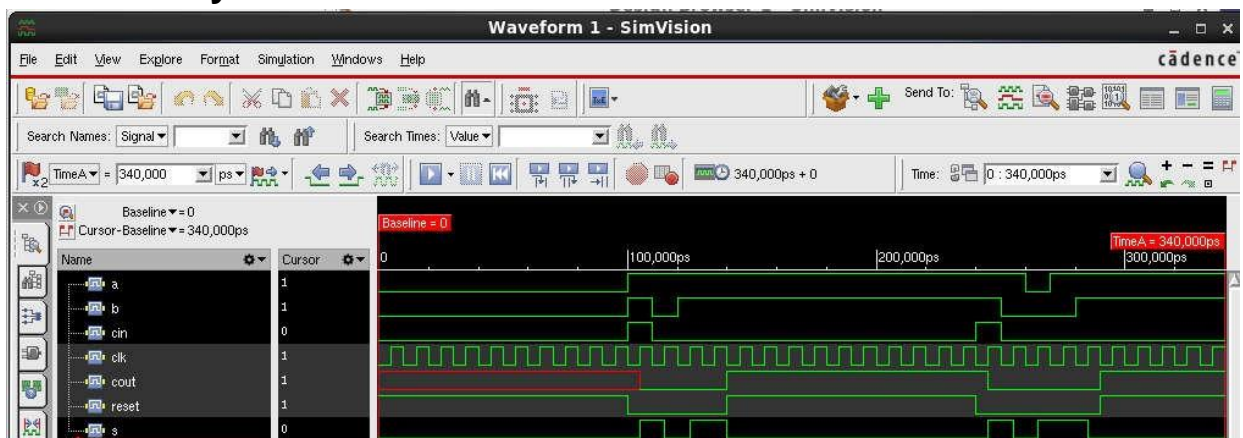 Waveform 1 - SimVision
File Edit View Explore Format Simulation Windows Help
cādence
Send To:
Search Names: Signal
Search Times: Value
x2 TimeA = 340,000 ps
340,000ps + 0
Time: 0 : 340,000ps
Baseline = 0
Cursor-Baseline = 340,000ps
Baseline = 0
TimeA = 340,000ps
Name Cursor 0 100,000ps 200,000ps 300,000ps
a 1
b 1
cin 0
clk 1
cout 1
reset 1
s 0